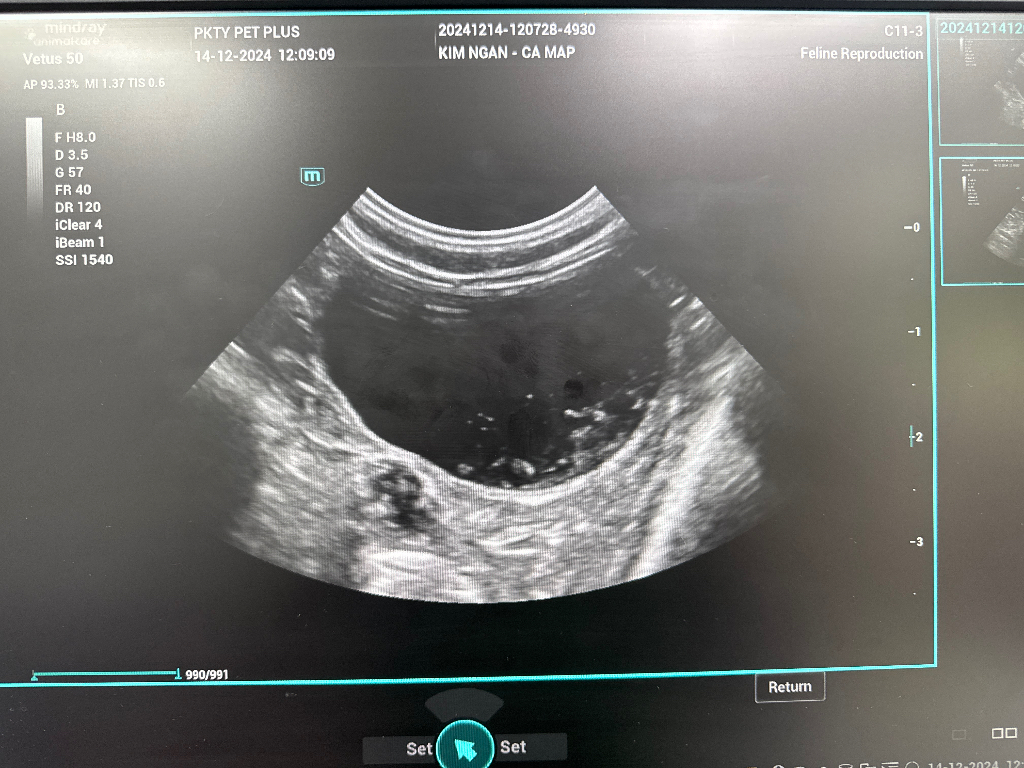 mindray
animalcare
Vetus 50
PKTY PET PLUS
14-12-2024 12:09:09
20241214-120728-4930
KIM NGAN - CA MAP
C11-3
Feline Reproduction
AP 93.33% MI 1.37 TIS 0.6
B
F H8.0
D 3.5
G 57
FR 40
DR 120
iClear 4
iBeam 1
SSI 1540
m
0
1
2
3
990/991
Return
Set
Set